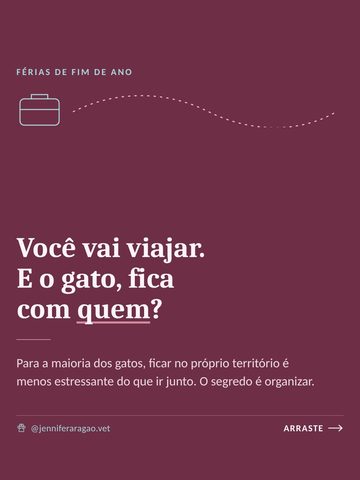 FÉRIAS DE FIM DE ANO
Você vai viajar.
E o gato, fica
com quem?
Para a maioria dos gatos, ficar no próprio território é
menos estressante do que ir junto. O segredo é organizar.
@jenniferaragao.vet
ARRASTE